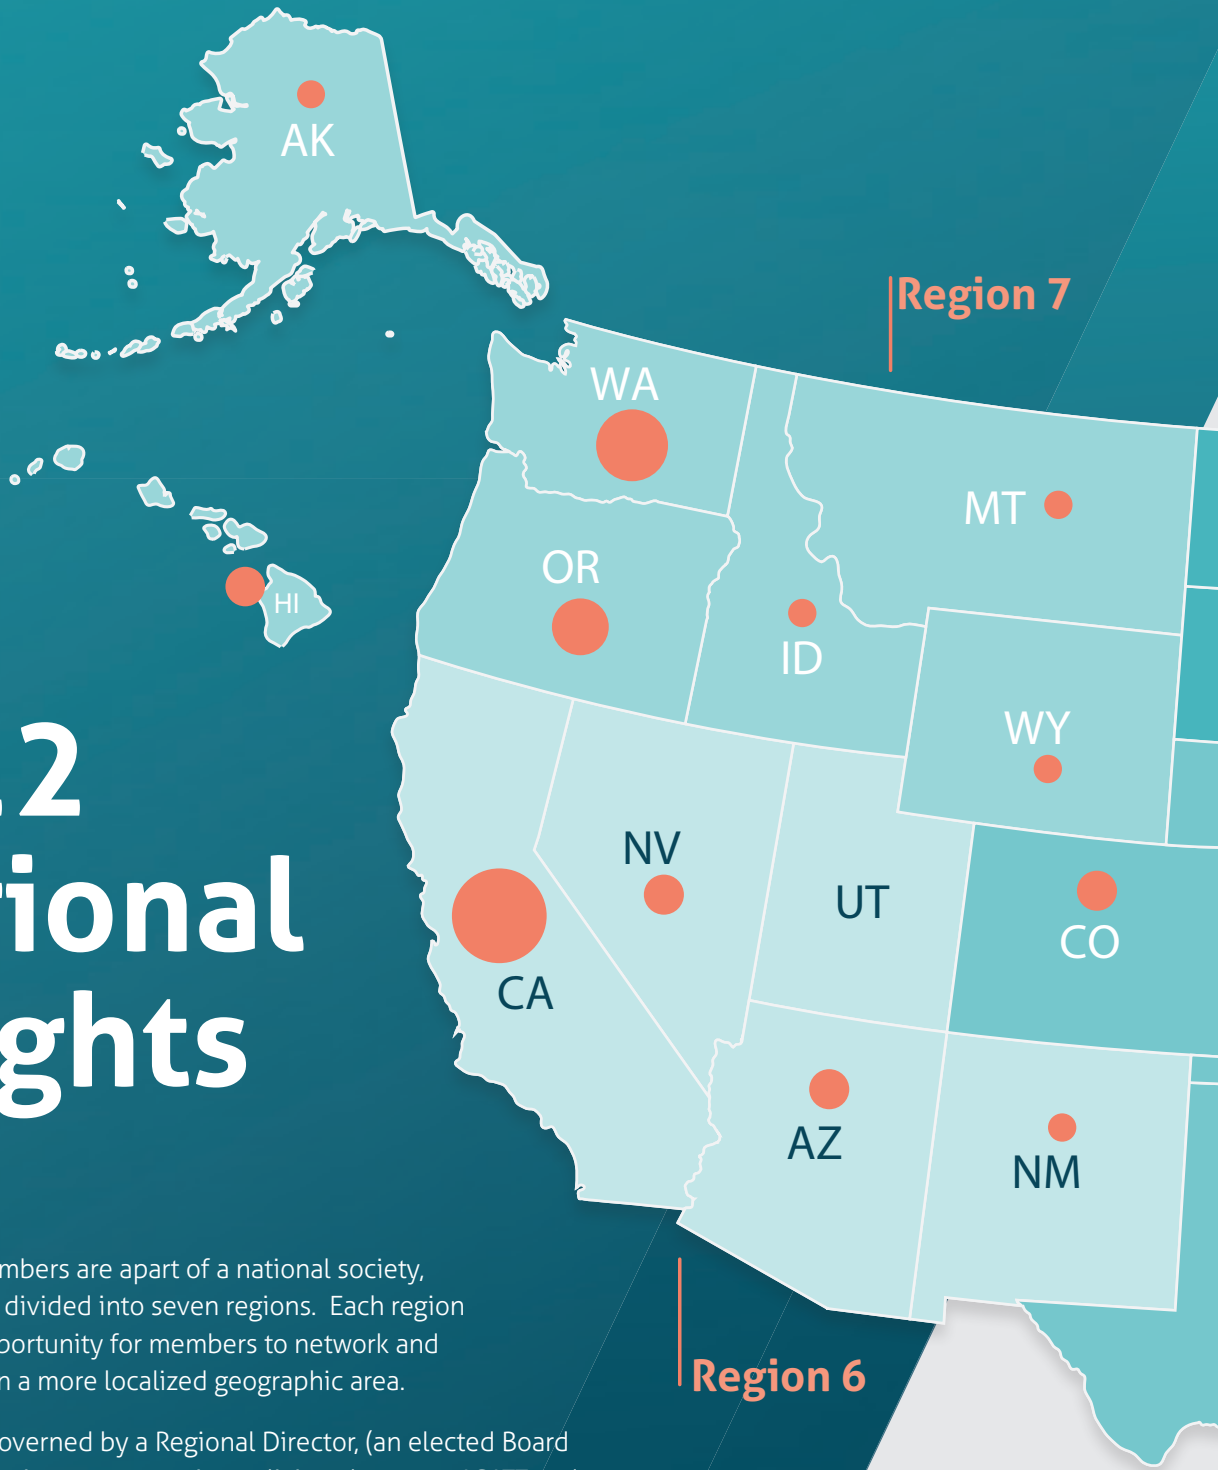 AK
Region 7
WA
MT
OR
HI
ID
WY
2
ional
ghts
NV
UT
CO
CA
AZ
NM
mbers are apart of a national society,
divided into seven regions. Each region
portunity for members to network and
n a more localized geographic area.
Region 6
overned by a Regional Director, (an elected Board